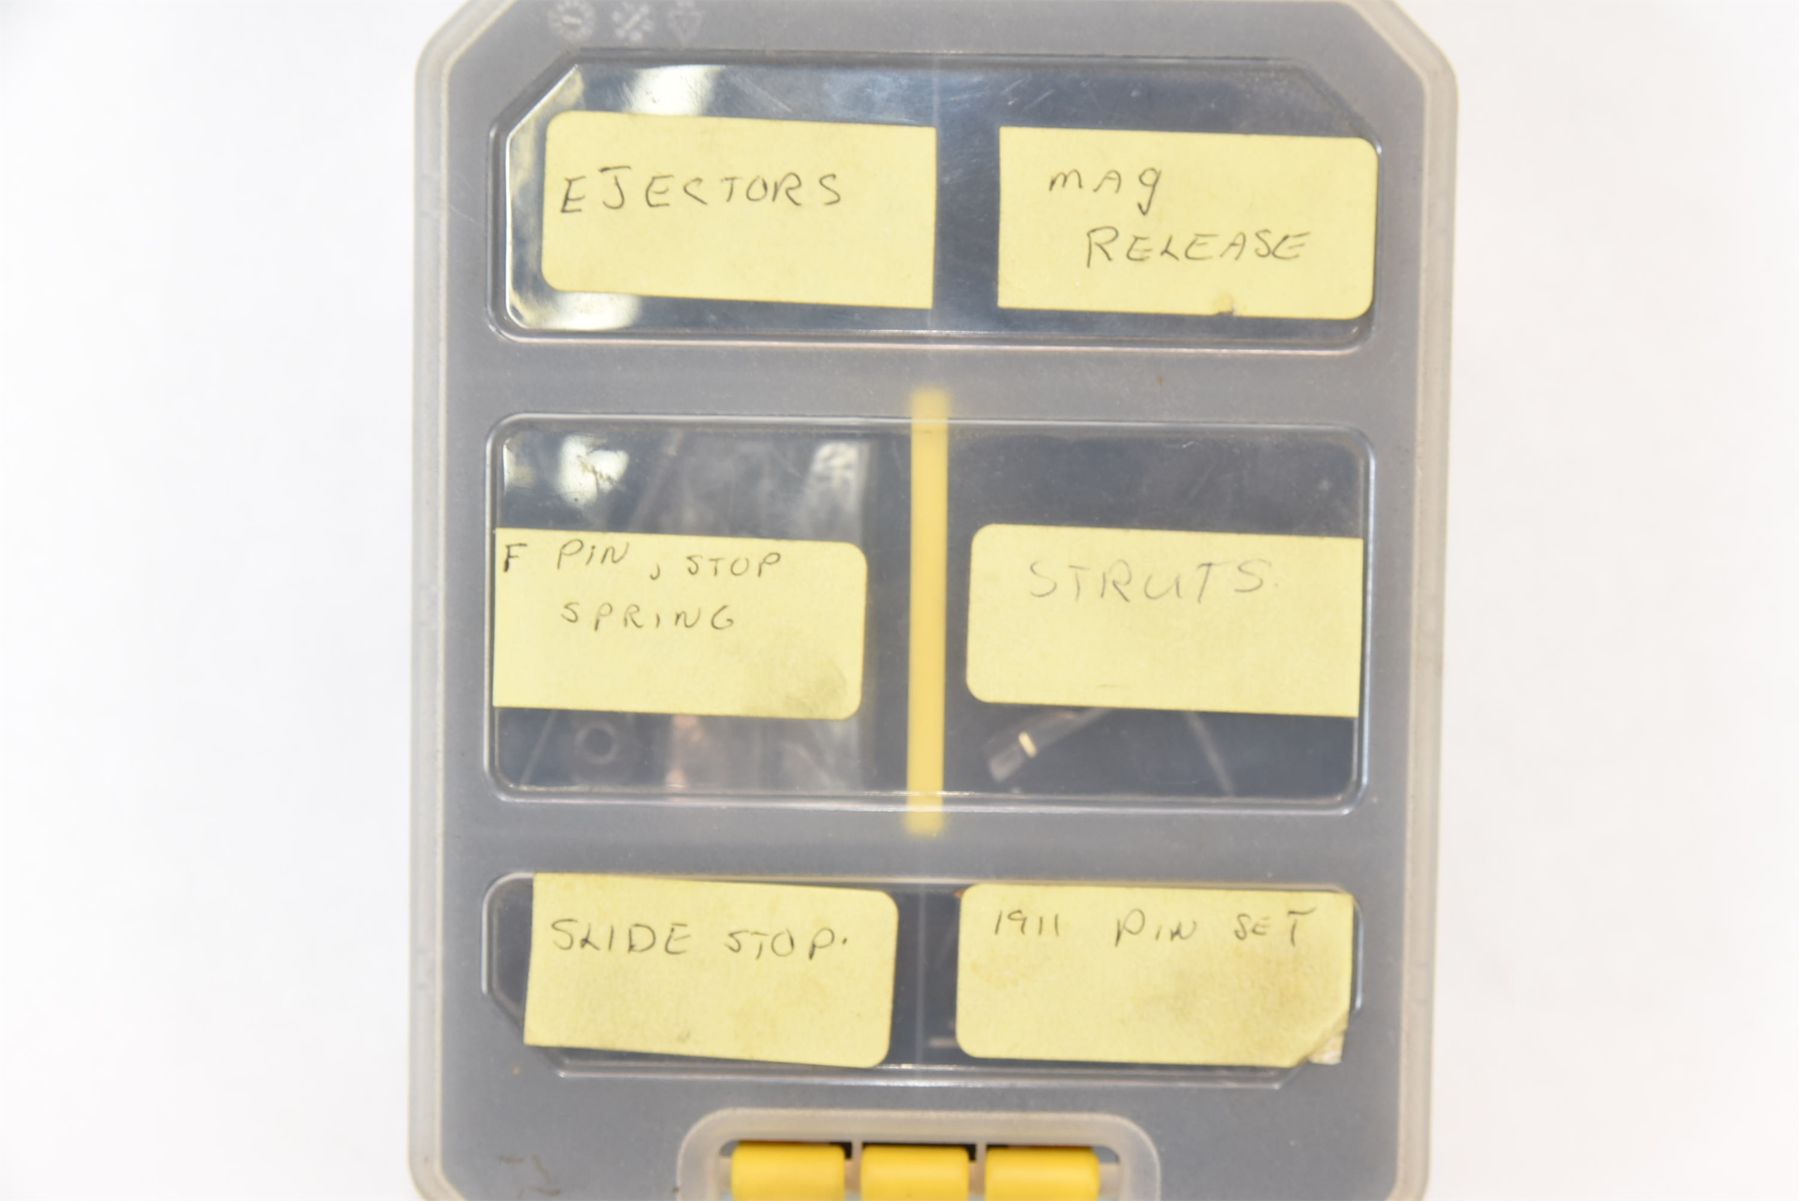 EJECTORS
mAg
RELEASE
F PIN, STOP
SPRING
STRUTS.
SLIDE STOP.
1911 PIN SET